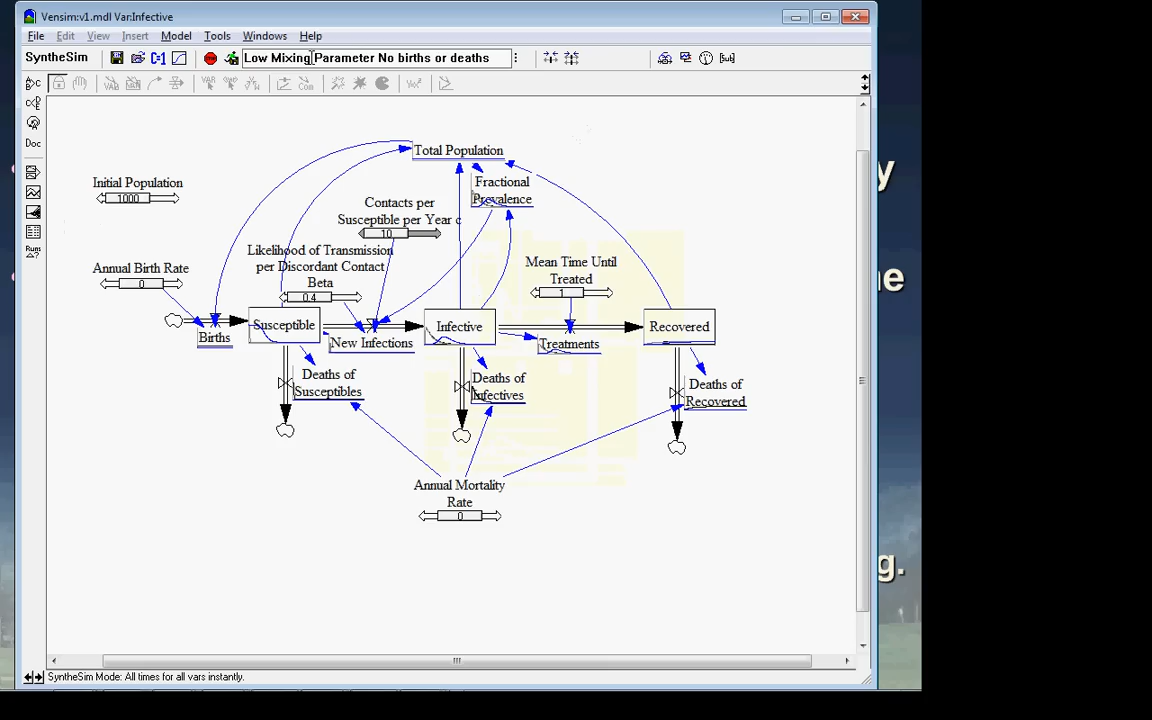 Vensim:v1.mdl Var:Infective
File Edit View Insert Model Tools Windows Help
SyntheSim Low Mixing Parameter No births or deaths
Doc
Runs
Total Population
Fractional
Prevalence
Initial Population
1000
Contacts per
Susceptible per Year c
10
Likelihood of Transmission
per Discordant Contact
Beta
0.4
Annual Birth Rate
0
Mean Time Until
Treated
1
Births
Susceptible
New Infections
Infective
Treatments
Recovered
Deaths of
Susceptibles
Deaths of
Infectives
Deaths of
Recovered
Annual Mortality
Rate
0
SyntheSim Mode: All times for all vars instantly.
y
ne
g.